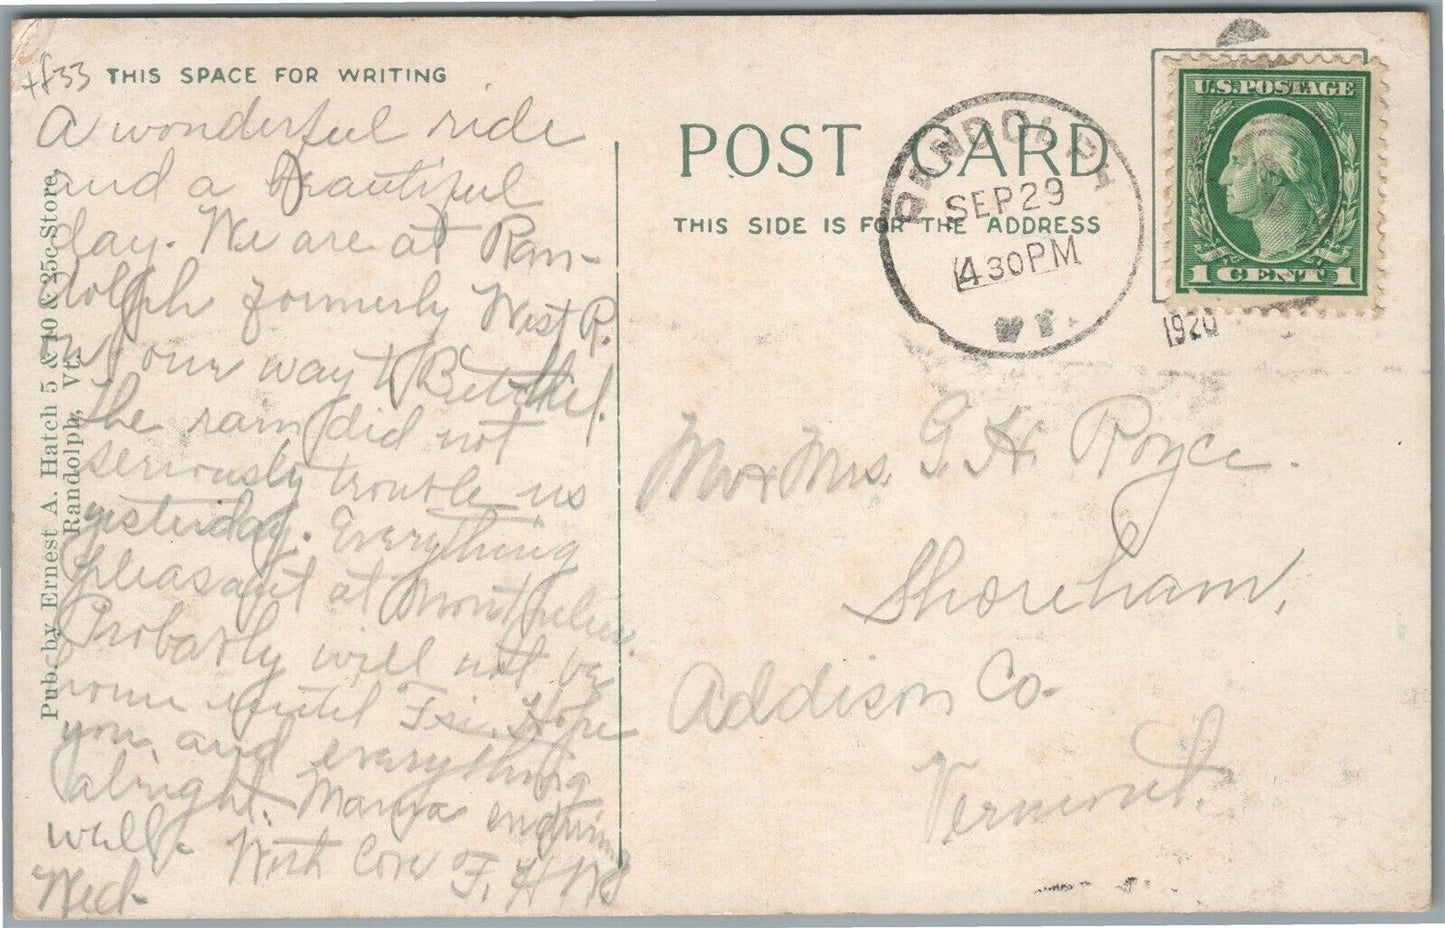 +833 THIS SPACE FOR WRITING
A wonderful ride
and a beautiful
day. We are at Ran-
dolph formerly West R.
on our way to Bethel.
The rain did not
seriously trouble us
yesterday. Everything
pleasant at Montpelier
Probably will not be
home until Fri. Hope
you and everything
alright. Mama enduring
well. With Love F. H
Wed-
Pub. by Ernest A. Hatch 5 & 10 & 25c Store,
Randolph, Vt.
POST CARD
THIS SIDE IS FOR THE ADDRESS
RANDOLPH
SEP 29
4 30 PM
VT.
1920
U.S. POSTAGE
1 CENT 1
Mr & Mrs. G. H. Royce.
Shoreham,
Addison Co-
Vermont.